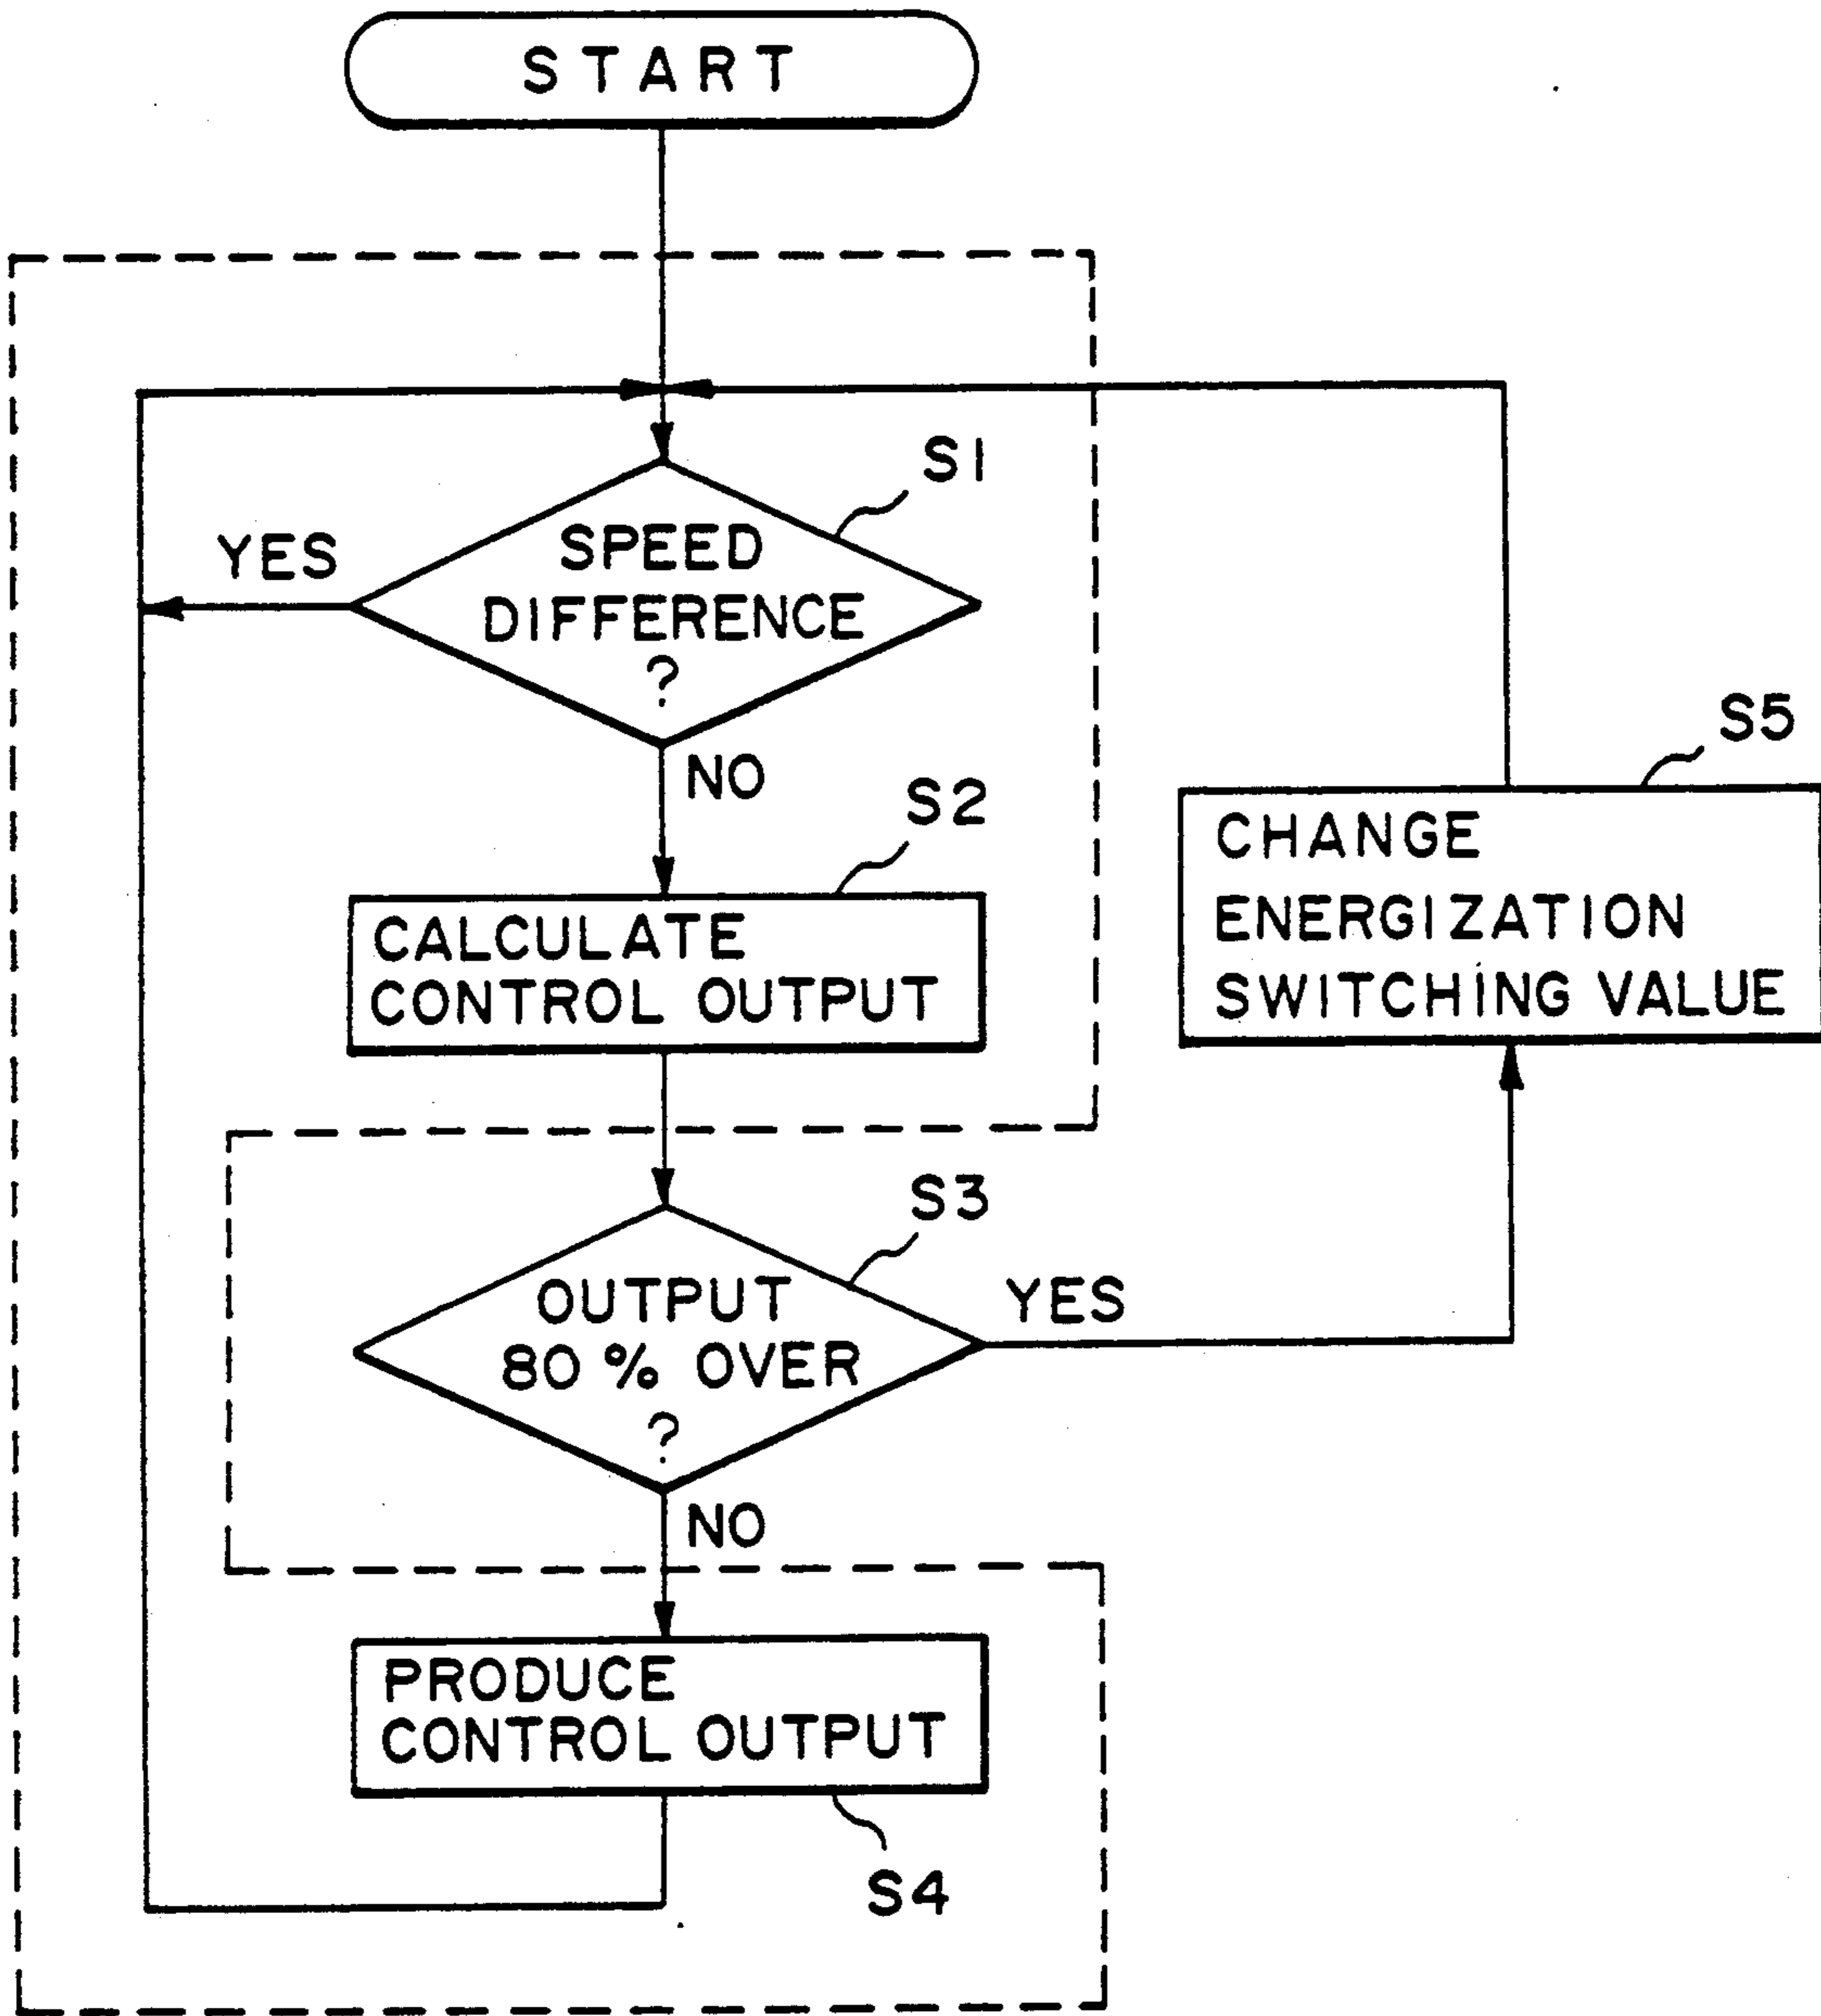 START
S1
SPEED
DIFFERENCE
?
YES
NO
S2
CALCULATE
CONTROL OUTPUT
S3
OUTPUT
80 % OVER
?
YES
NO
PRODUCE
CONTROL OUTPUT
S4
S5
CHANGE
ENERGIZATION
SWITCHING VALUE